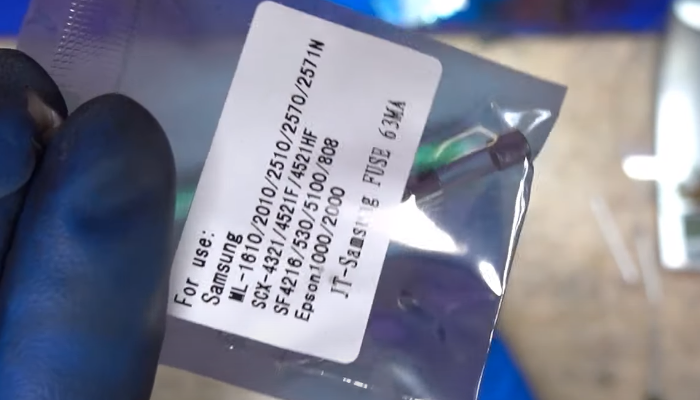 For use:
Samsung
ML-1610/2010/2510/2570/2571N
SCX-4321/4521F/4521HF
SF4216/530/5100/808
Epson1000/2000
JT-Samsung FUSE 63MA